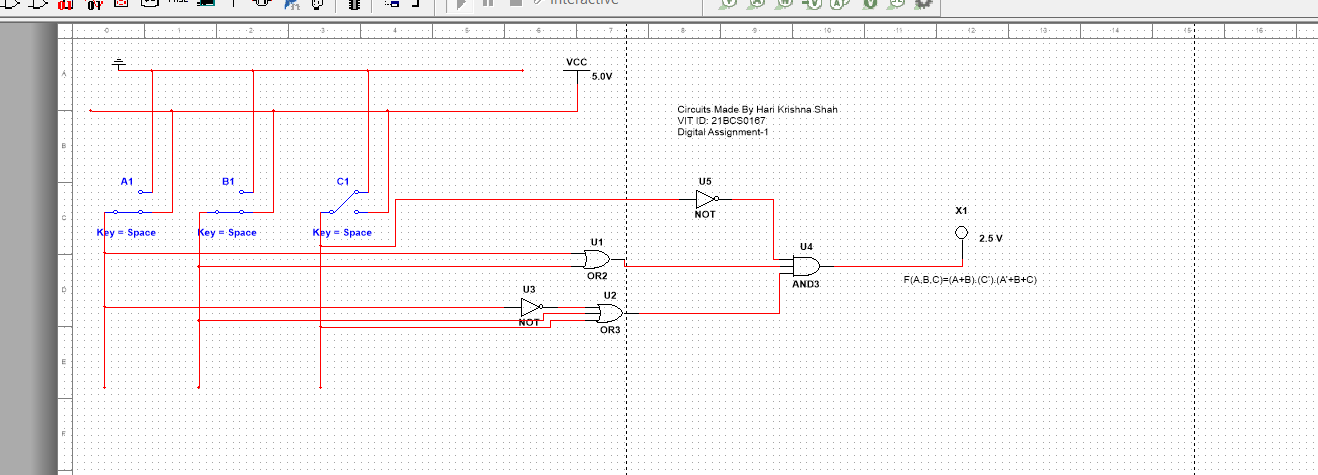 Interactive
0 1 2 3 4 5 6 7 8 9 10 11 12 13 14 15 16
A
VCC
5.0V
Circuits Made By Hari Krishna Shah
VIT ID: 21BCS0167
Digital Assignment-1
B
A1 B1 C1 U5
NOT
C
X1
Key = Space Key = Space Key = Space
2.5 V
U1 U4
OR2 AND3
F(A,B,C)=(A+B).(C').(A'+B+C)
D
U3 U2
NOT OR3
E
F